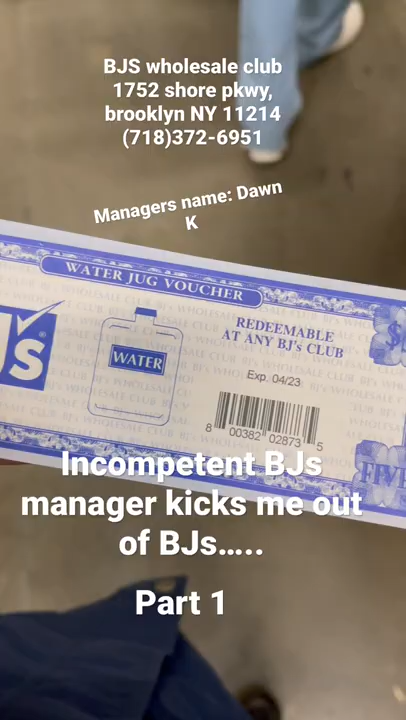 BJS wholesale club
1752 shore pkwy,
brooklyn NY 11214
(718)372-6951
Managers name: Dawn
K
WATER JUG VOUCHER
REDEEMABLE
AT ANY BJ's CLUB
J's
WATER
Exp. 04/23
8 00382 02873 5
FIVE
Incompetent BJs
manager kicks me out
of BJs.....
Part 1